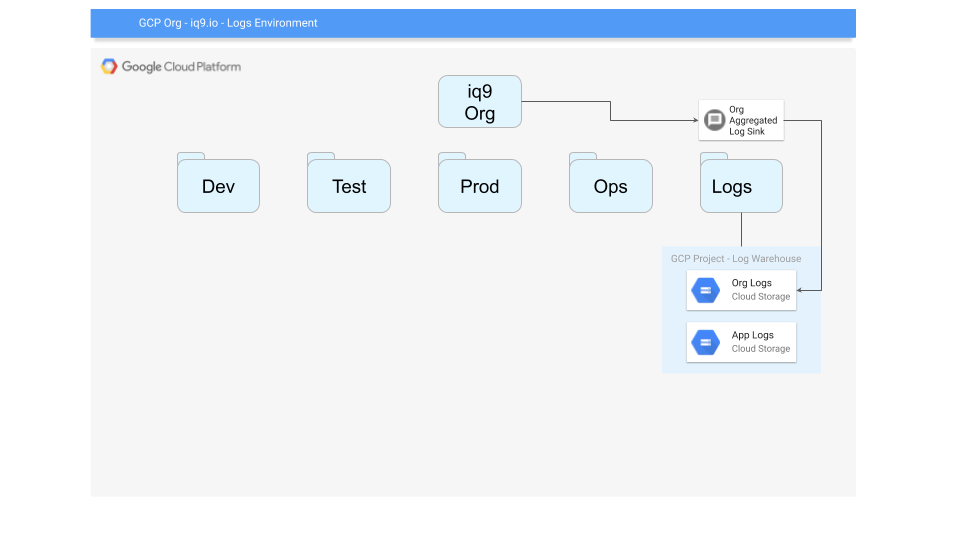 GCP Org - iq9.io - Logs Environment
Google Cloud Platform
iq9
Org
Org
Aggregated
Log Sink
Dev
Test
Prod
Ops
Logs
GCP Project - Log Warehouse
Org Logs
Cloud Storage
App Logs
Cloud Storage